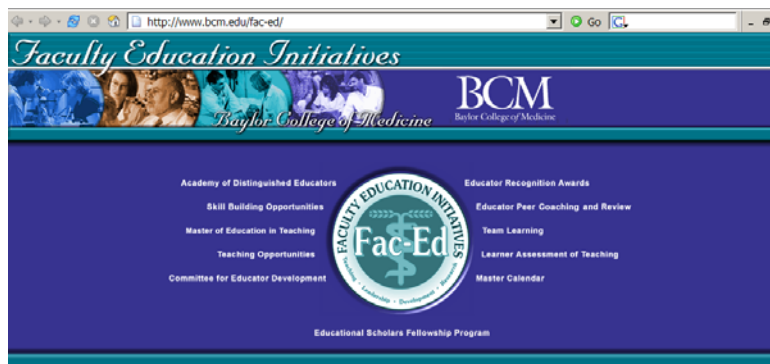 http://www.bcm.edu/fac-ed/
Go
Faculty Education Initiatives
Baylor College of Medicine
BCM
Baylor College of Medicine
Academy of Distinguished Educators
Skill Building Opportunities
Master of Education in Teaching
Teaching Opportunities
Committee for Educator Development
FACULTY EDUCATION INITIATIVES
Fac-Ed
Teaching · Leadership · Development · Research
Educator Recognition Awards
Educator Peer Coaching and Review
Team Learning
Learner Assessment of Teaching
Master Calendar
Educational Scholars Fellowship Program